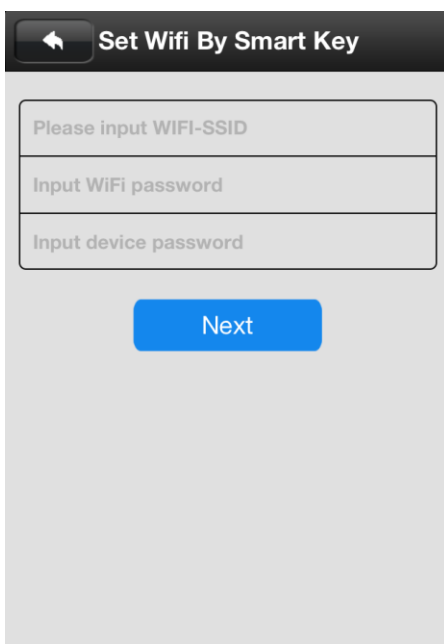 Set Wifi By Smart Key
Please input WIFI-SSID
Input WiFi password
Input device password
Next